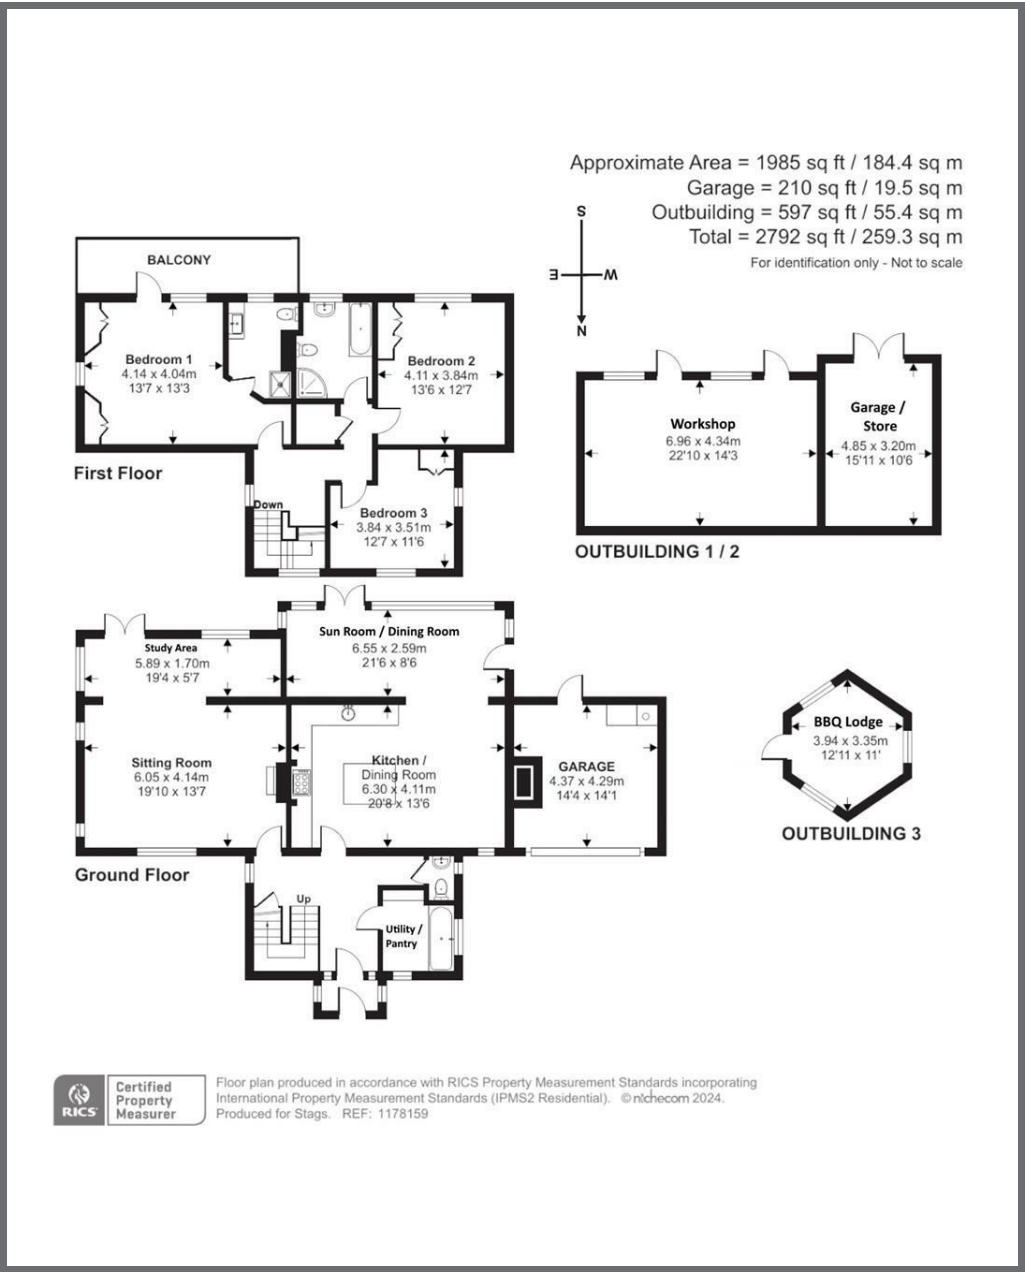 Approximate Area = 1985 sq ft / 184.4 sq m
Garage = 210 sq ft / 19.5 sq m
Outbuilding = 597 sq ft / 55.4 sq m
Total = 2792 sq ft / 259.3 sq m
For identification only - Not to scale
S
E
W
N
BALCONY
Bedroom 1
4.14 x 4.04m
13'7 x 13'3
Bedroom 2
4.11 x 3.84m
13'6 x 12'7
First Floor
Down
Bedroom 3
3.84 x 3.51m
12'7 x 11'6
Workshop
6.96 x 4.34m
22'10 x 14'3
Garage /
Store
4.85 x 3.20m
15'11 x 10'6
OUTBUILDING 1 / 2
Study Area
5.89 x 1.70m
19'4 x 5'7
Sun Room / Dining Room
6.55 x 2.59m
21'6 x 8'6
Sitting Room
6.05 x 4.14m
19'10 x 13'7
Kitchen /
Dining Room
6.30 x 4.11m
20'8 x 13'6
GARAGE
4.37 x 4.29m
14'4 x 14'1
BBQ Lodge
3.94 x 3.35m
12'11 x 11'
OUTBUILDING 3
Ground Floor
Up
Utility /
Pantry
RICS
Certified
Property
Measurer
Floor plan produced in accordance with RICS Property Measurement Standards incorporating
International Property Measurement Standards (IPMS2 Residential). © nichecom 2024.
Produced for Stags. REF: 1178159